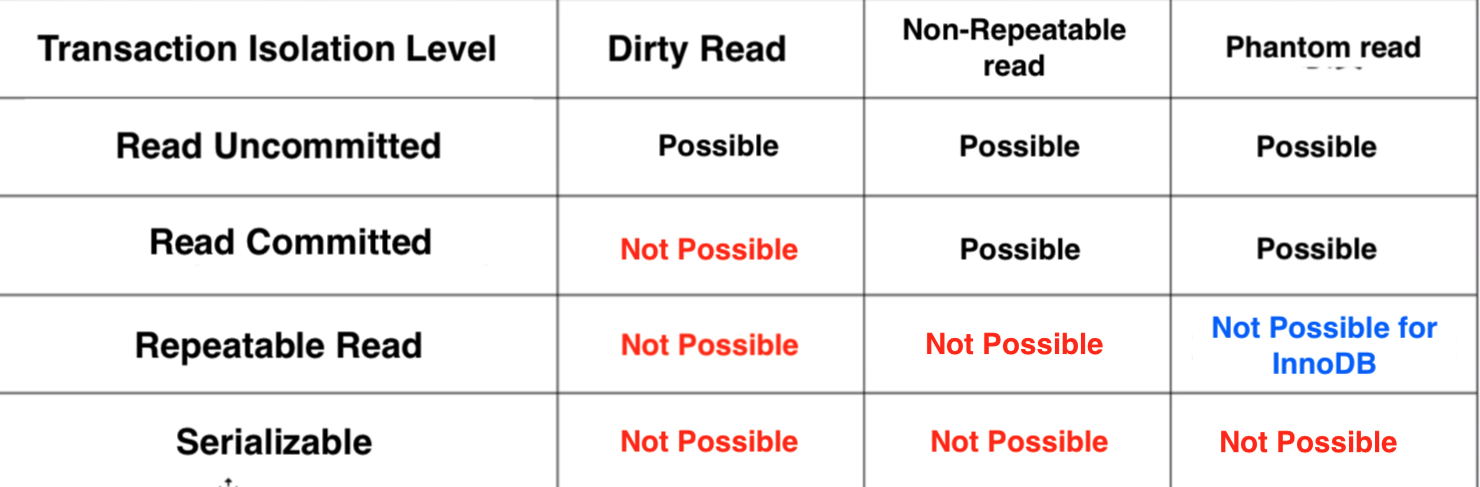 Transaction Isolation Level
Dirty Read
Non-Repeatable
read
Phantom read
Read Uncommitted
Possible
Possible
Possible
Read Committed
Not Possible
Possible
Possible
Repeatable Read
Not Possible
Not Possible
Not Possible for
InnoDB
Serializable
Not Possible
Not Possible
Not Possible